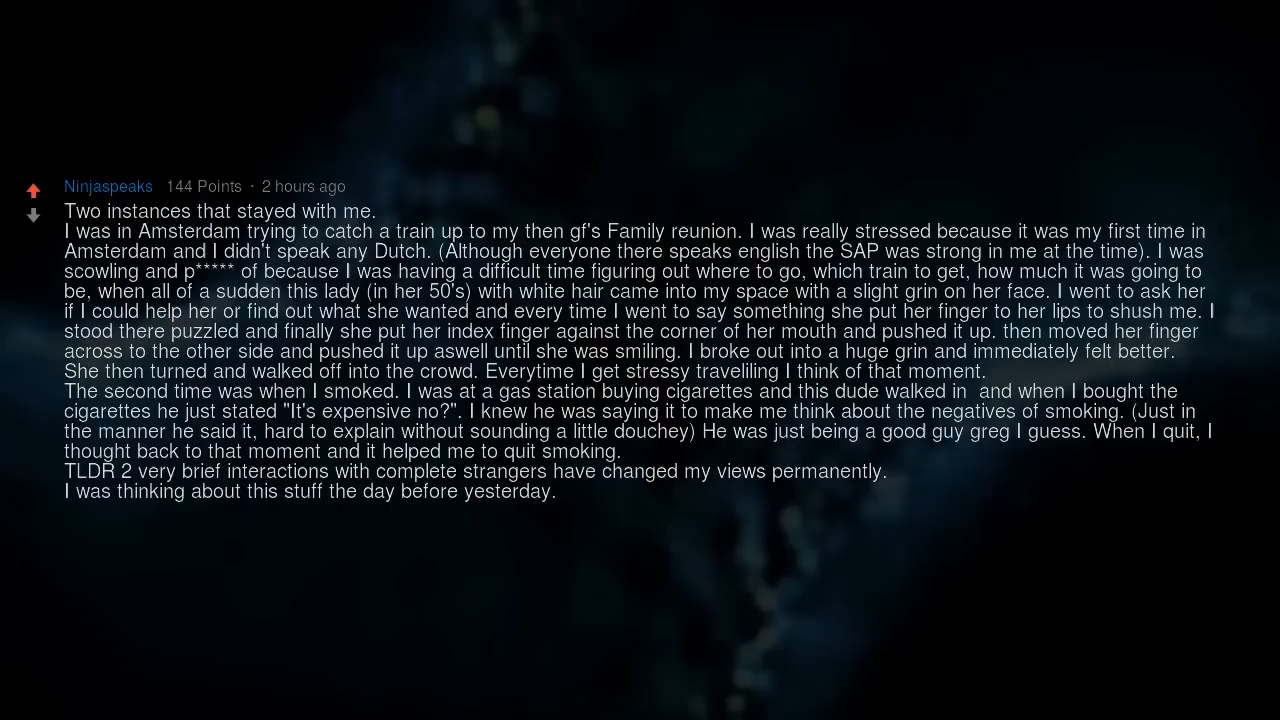 Ninjaspeaks 144 Points · 2 hours ago
Two instances that stayed with me.
I was in Amsterdam trying to catch a train up to my then gf's Family reunion. I was really stressed because it was my first time in
Amsterdam and I didn't speak any Dutch. (Although everyone there speaks english the SAP was strong in me at the time). I was
scowling and p***** of because I was having a difficult time figuring out where to go, which train to get, how much it was going to
be, when all of a sudden this lady (in her 50's) with white hair came into my space with a slight grin on her face. I went to ask her
if I could help her or find out what she wanted and every time I went to say something she put her finger to her lips to shush me. I
stood there puzzled and finally she put her index finger against the corner of her mouth and pushed it up. then moved her finger
across to the other side and pushed it up aswell until she was smiling. I broke out into a huge grin and immediately felt better.
She then turned and walked off into the crowd. Everytime I get stressy traveliling I think of that moment.
The second time was when I smoked. I was at a gas station buying cigarettes and this dude walked in  and when I bought the
cigarettes he just stated "It's expensive no?". I knew he was saying it to make me think about the negatives of smoking. (Just in
the manner he said it, hard to explain without sounding a little douchey) He was just being a good guy greg I guess. When I quit, I
thought back to that moment and it helped me to quit smoking.
TLDR 2 very brief interactions with complete strangers have changed my views permanently.
I was thinking about this stuff the day before yesterday.